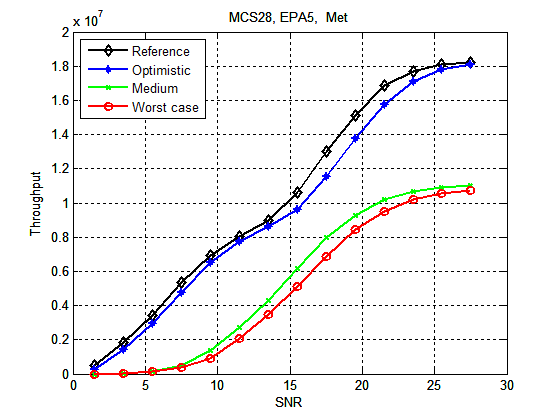 MCS28, EPA5, Met
2 x 10^7
Reference
Optimistic
Medium
Worst case
1.8
1.6
1.4
1.2
1
0.8
0.6
0.4
0.2
0
Throughput
0 5 10 15 20 25 30
SNR